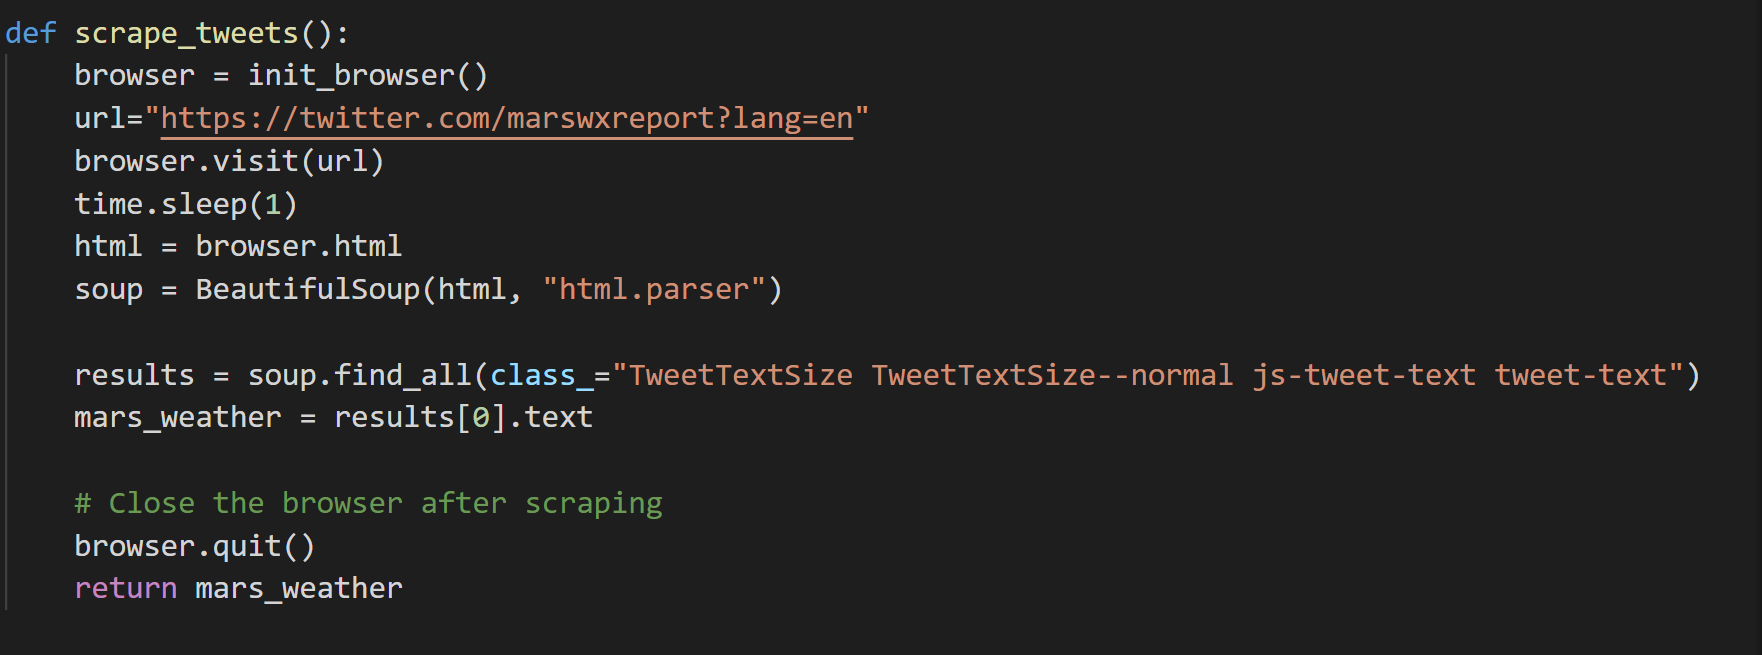 def scrape_tweets():
    browser = init_browser()
    url="https://twitter.com/marswxreport?lang=en"
    browser.visit(url)
    time.sleep(1)
    html = browser.html
    soup = BeautifulSoup(html, "html.parser")
    results = soup.find_all(class_="TweetTextSize TweetTextSize--normal js-tweet-text tweet-text")
    mars_weather = results[0].text
    # Close the browser after scraping
    browser.quit()
    return mars_weather